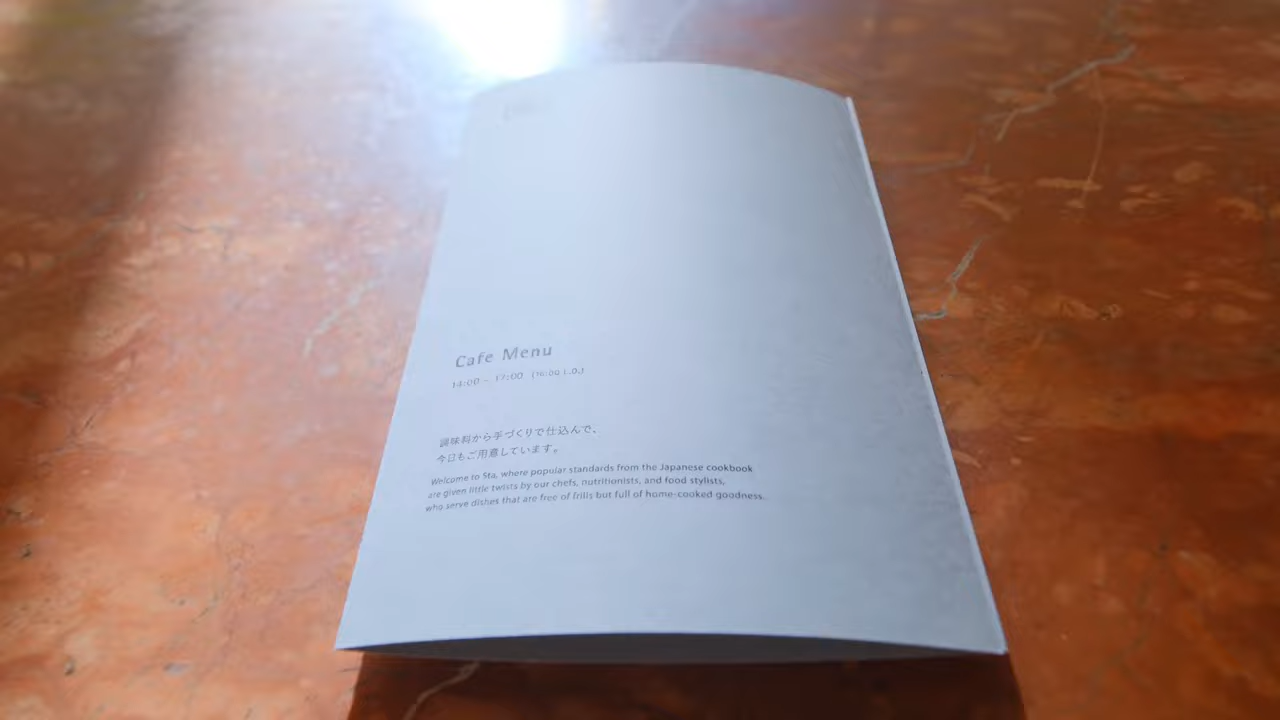 Cafe Menu
14:00 - 17:00 (16:00 L.O.)
調味料から手づくりで仕込んで、
今日もご用意しています。
Welcome to Sta, where popular standards from the Japanese cookbook
are given little twists by our chefs, nutritionists, and food stylists,
who serve dishes that are free of frills but full of home-cooked goodness.